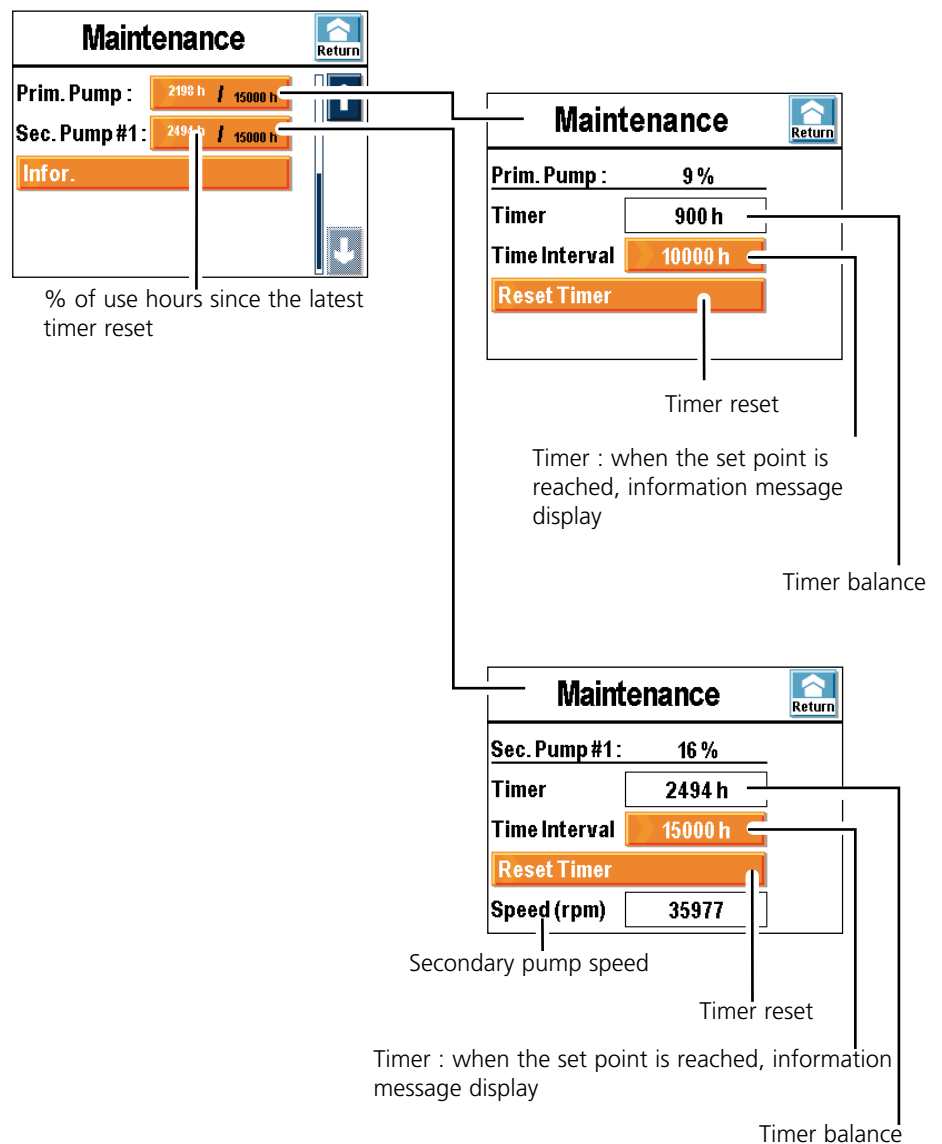 Maintenance
Return
Prim. Pump : 2198 h / 15000 h
Sec. Pump #1 : 2494 h / 15000 h
Infor.
% of use hours since the latest
timer reset
Maintenance
Return
Prim. Pump : 9 %
Timer 900 h
Time Interval 10000 h
Reset Timer
Timer reset
Timer : when the set point is
reached, information message
display
Timer balance
Maintenance
Return
Sec. Pump #1 : 16 %
Timer 2494 h
Time Interval 15000 h
Reset Timer
Speed (rpm) 35977
Secondary pump speed
Timer reset
Timer : when the set point is reached, information
message display
Timer balance